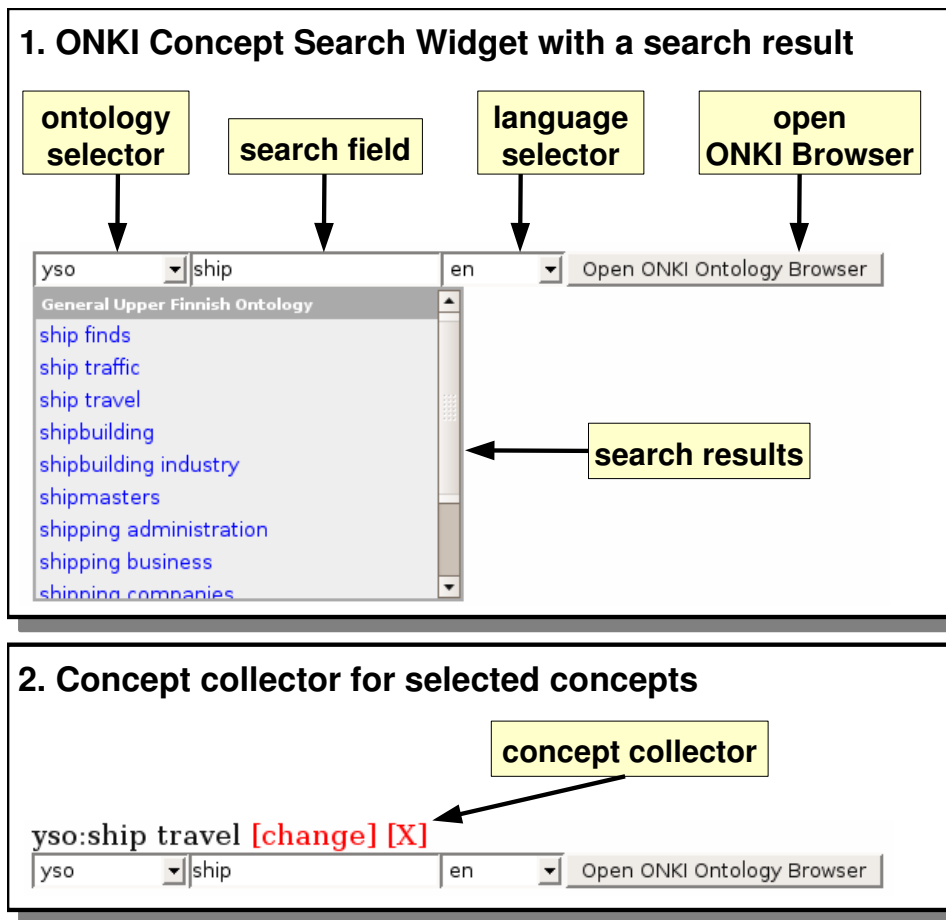 1. ONKI Concept Search Widget with a search result
ontology
selector
search field
language
selector
open
ONKI Browser
yso ship en Open ONKI Ontology Browser
General Upper Finnish Ontology
ship finds
ship traffic
ship travel
shipbuilding
shipbuilding industry
search results
shipmasters
shipping administration
shipping business
shipping companies
2. Concept collector for selected concepts
concept collector
yso:ship travel [change] [X]
yso ship en Open ONKI Ontology Browser